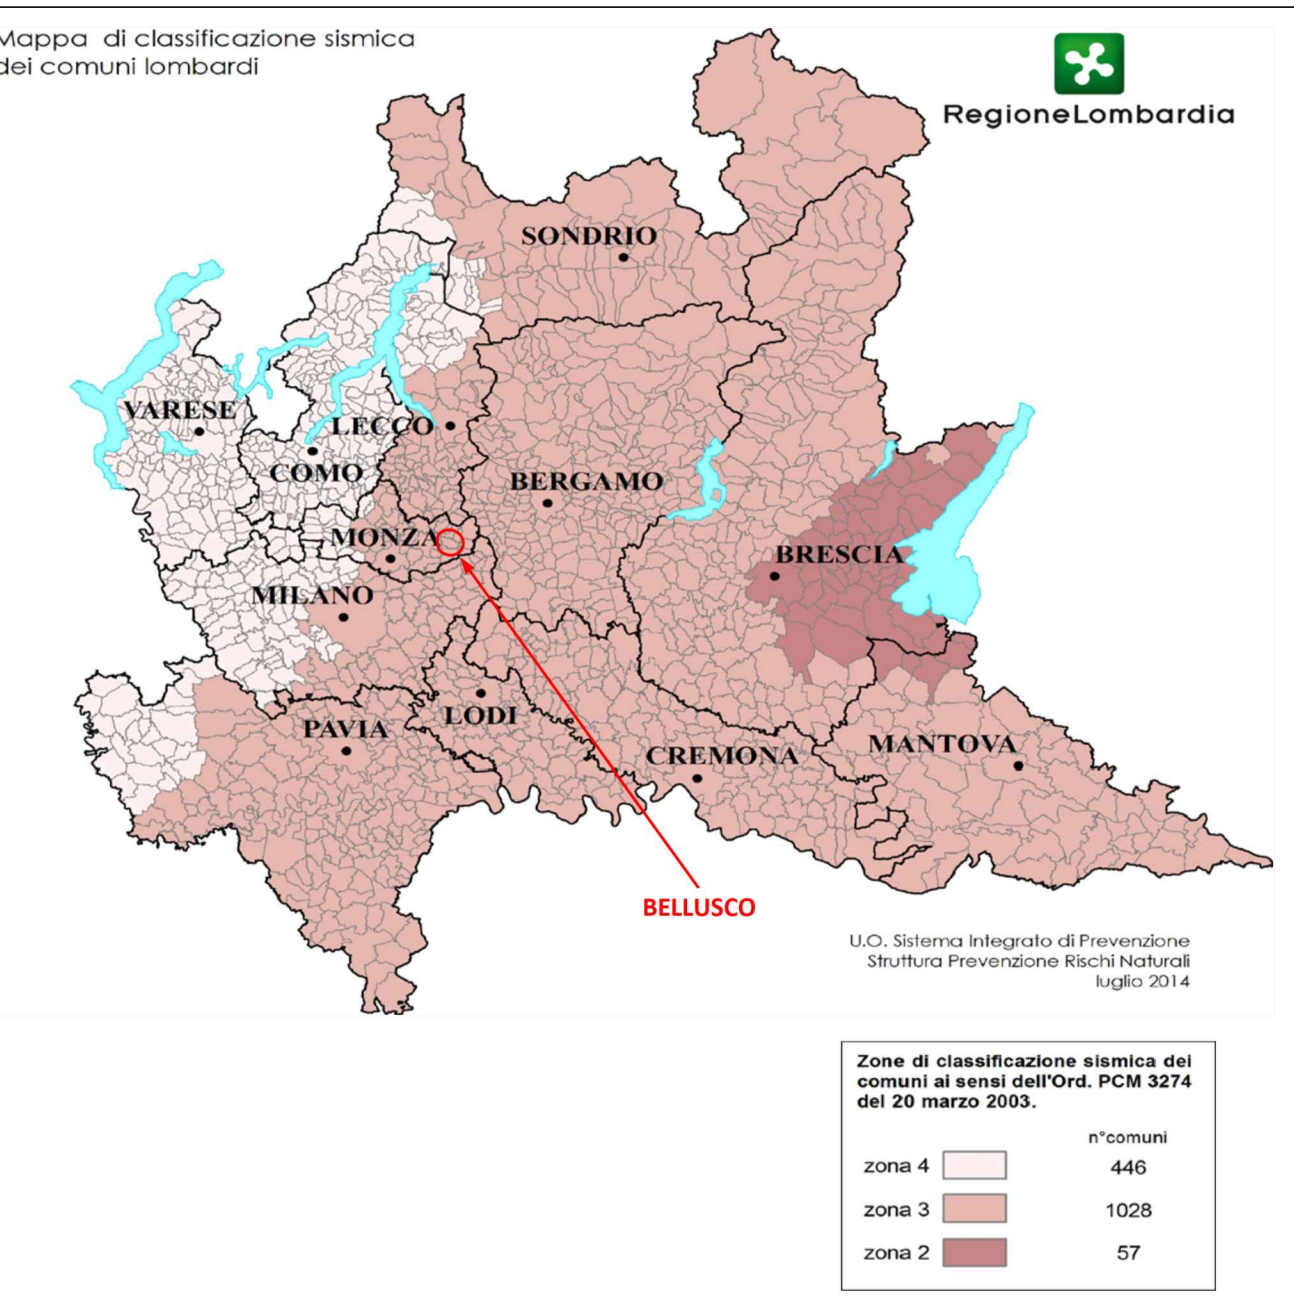 Mappa di classificazione sismica
dei comuni lombardi
RegioneLombardia
SONDRIO
VARESE
LECCO
COMO
BERGAMO
MONZA
BRESCIA
MILANO
LODI
PAVIA
MANTOVA
CREMONA
BELLUSCO
U.O. Sistema Integrato di Prevenzione
Struttura Prevenzione Rischi Naturali
luglio 2014
Zone di classificazione sismica dei
comuni ai sensi dell'Ord. PCM 3274
del 20 marzo 2003.
n°comuni
zona 4 446
zona 3 1028
zona 2 57